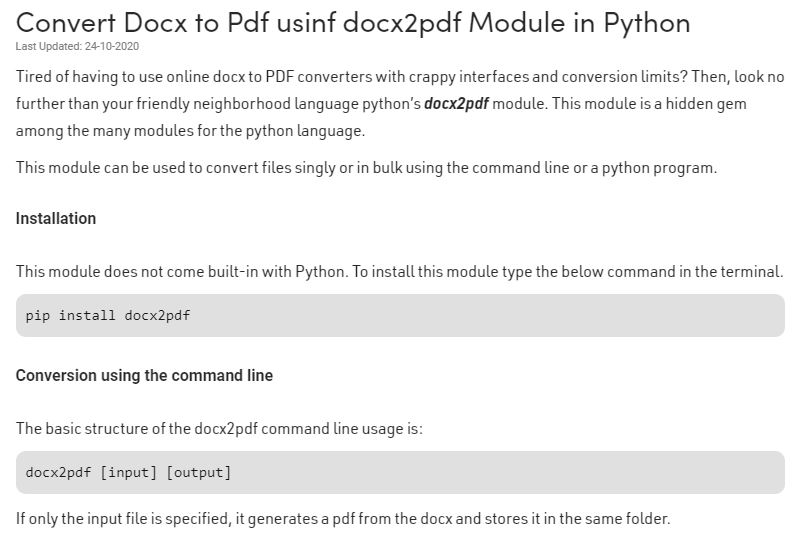 Convert Docx to Pdf usinf docx2pdf Module in Python
Last Updated: 24-10-2020
Tired of having to use online docx to PDF converters with crappy interfaces and conversion limits? Then, look no
further than your friendly neighborhood language python's docx2pdf module. This module is a hidden gem
among the many modules for the python language.
This module can be used to convert files singly or in bulk using the command line or a python program.
Installation
This module does not come built-in with Python. To install this module type the below command in the terminal.
pip install docx2pdf
Conversion using the command line
The basic structure of the docx2pdf command line usage is:
docx2pdf [input] [output]
If only the input file is specified, it generates a pdf from the docx and stores it in the same folder.